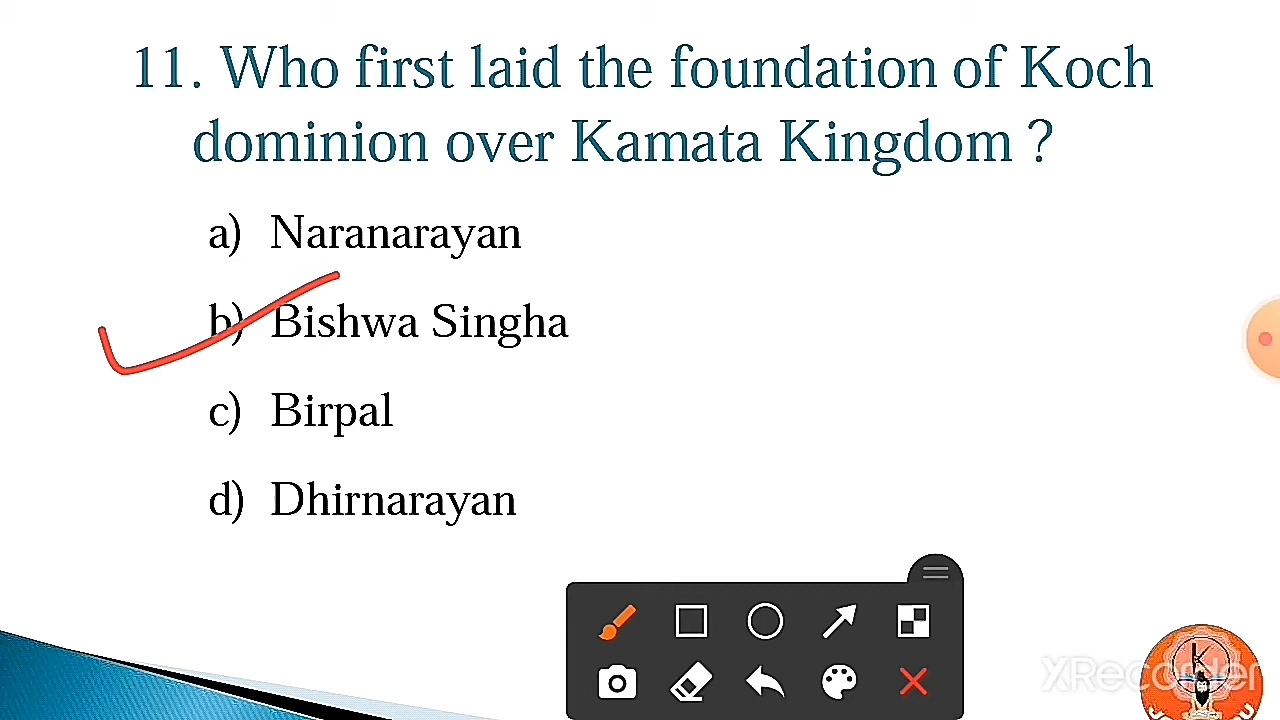 11. Who first laid the foundation of Koch
dominion over Kamata Kingdom ?
a) Naranarayan
b) Bishwa Singha
c) Birpal
d) Dhirnarayan
K
XRecorder